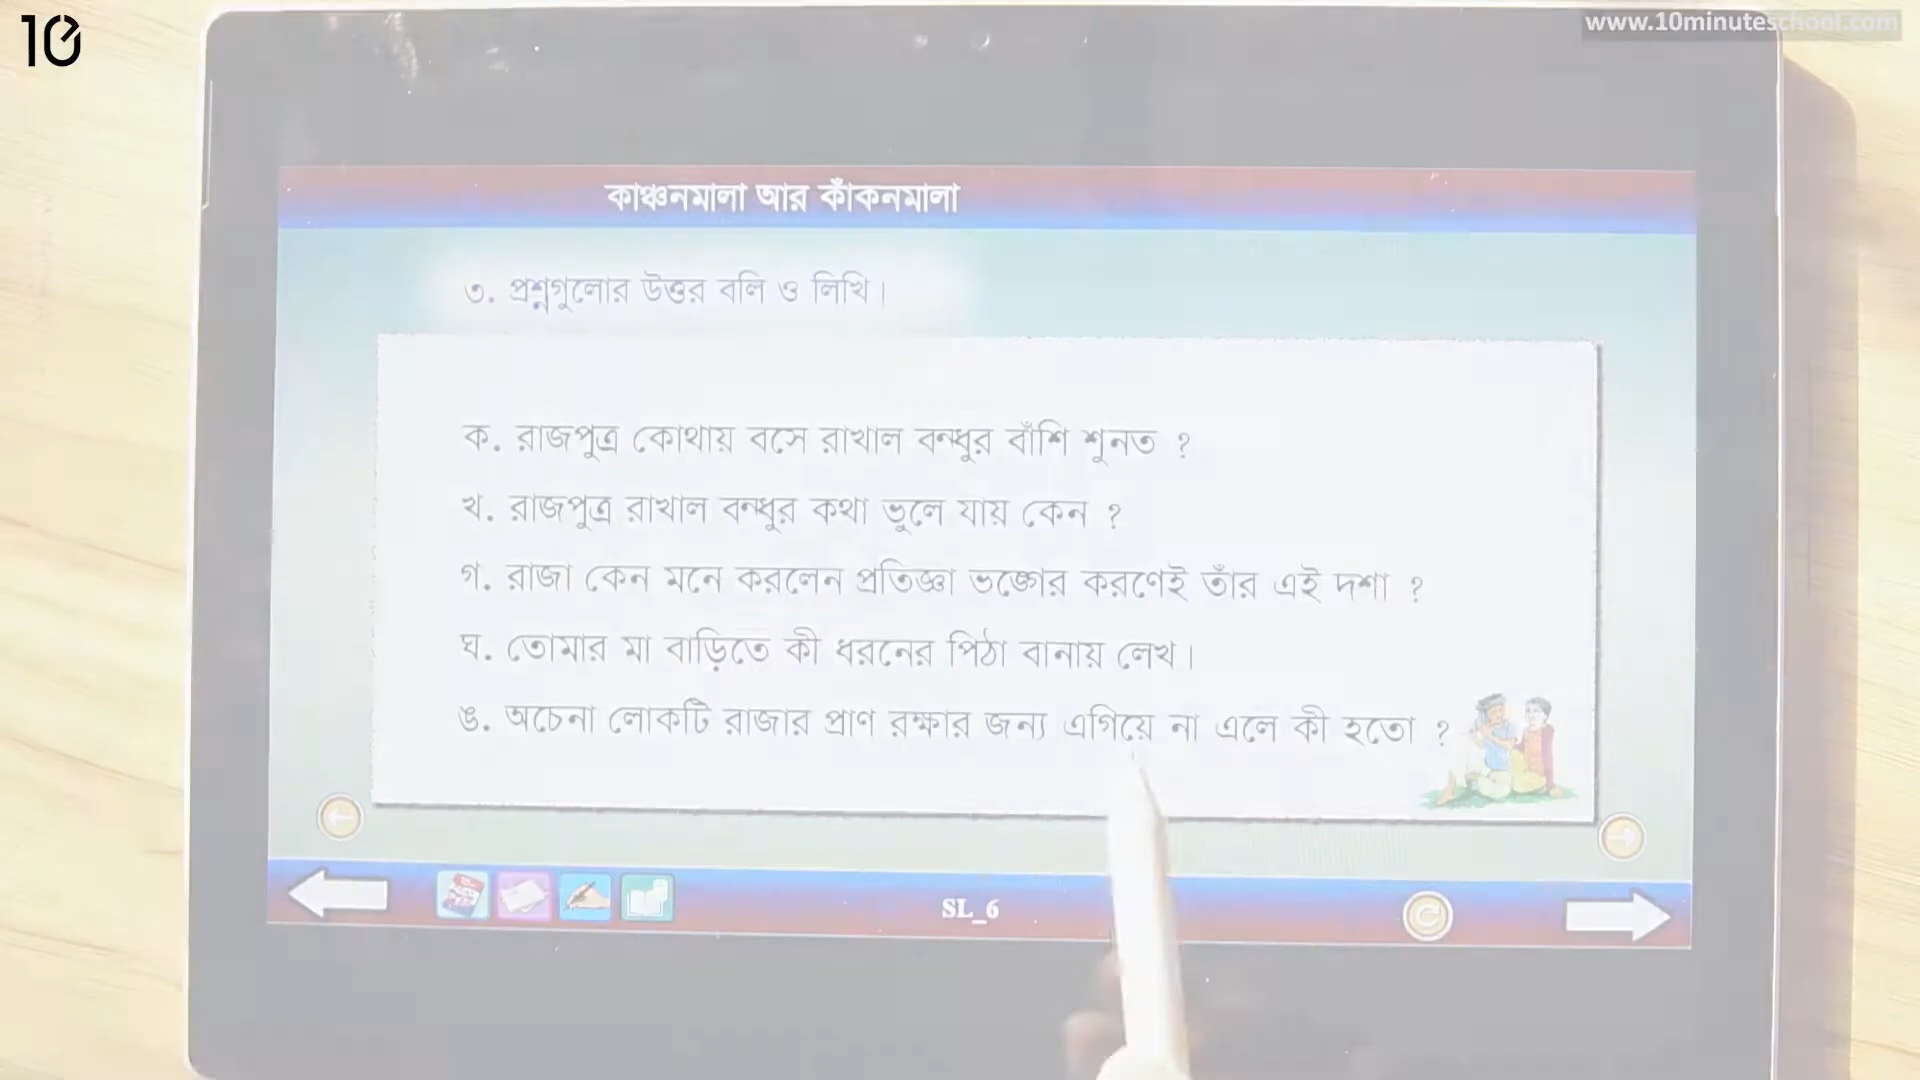 10
www.10minuteschool.com
কাঞ্চনমালা আর কাঁকনমালা
৩. প্রশ্নগুলোর উত্তর বলি ও লিখি।
ক. রাজপুত্র কোথায় বসে রাখাল বন্ধুর বাঁশি শুনত ?
খ. রাজপুত্র রাখাল বন্ধুর কথা ভুলে যায় কেন ?
গ. রাজা কেন মনে করলেন প্রতিজ্ঞা ভঙ্গের করণেই তাঁর এই দশা ?
ঘ. তোমার মা বাড়িতে কী ধরনের পিঠা বানায় লেখ।
ঙ. অচেনা লোকটি রাজার প্রাণ রক্ষার জন্য এগিয়ে না এলে কী হতো ?
SL_6